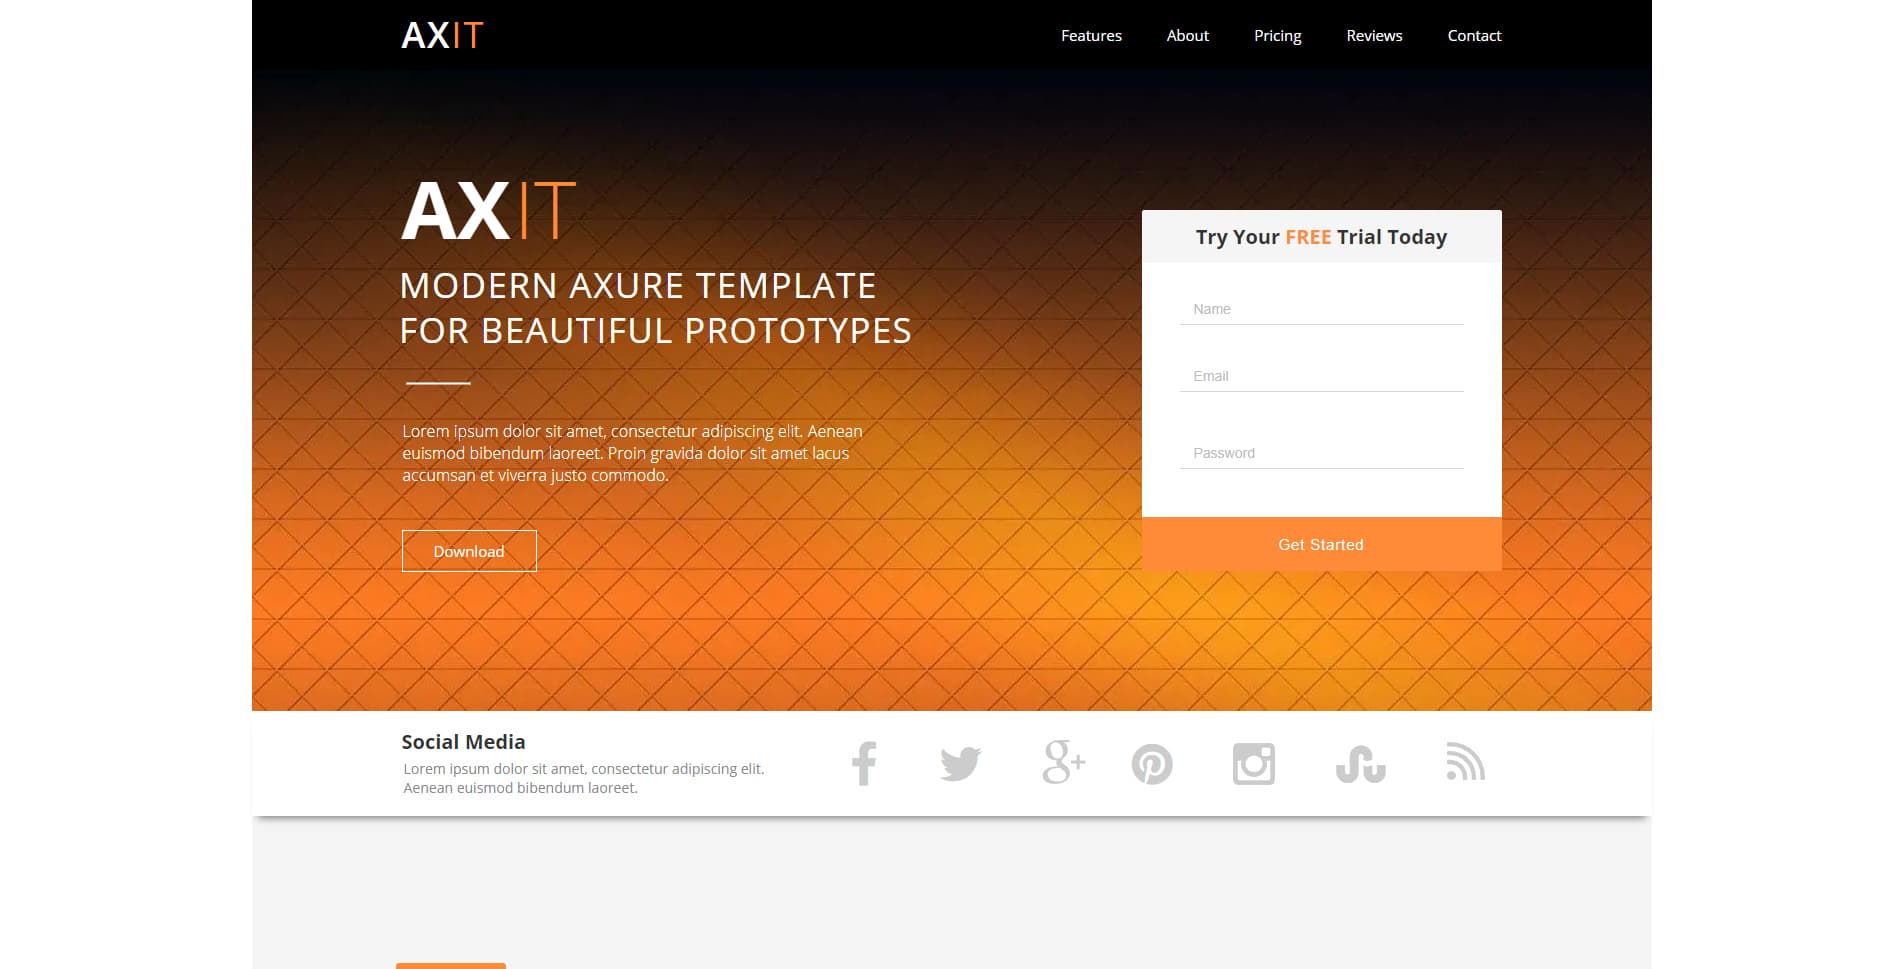 AXIT
Features About Pricing Reviews Contact
AXIT
MODERN AXURE TEMPLATE
FOR BEAUTIFUL PROTOTYPES
Lorem ipsum dolor sit amet, consectetur adipiscing elit. Aenean
euismod bibendum laoreet. Proin gravida dolor sit amet lacus
accumsan et viverra justo commodo.
Download
Try Your FREE Trial Today
Name
Email
Password
Get Started
Social Media
Lorem ipsum dolor sit amet, consectetur adipiscing elit.
Aenean euismod bibendum laoreet.